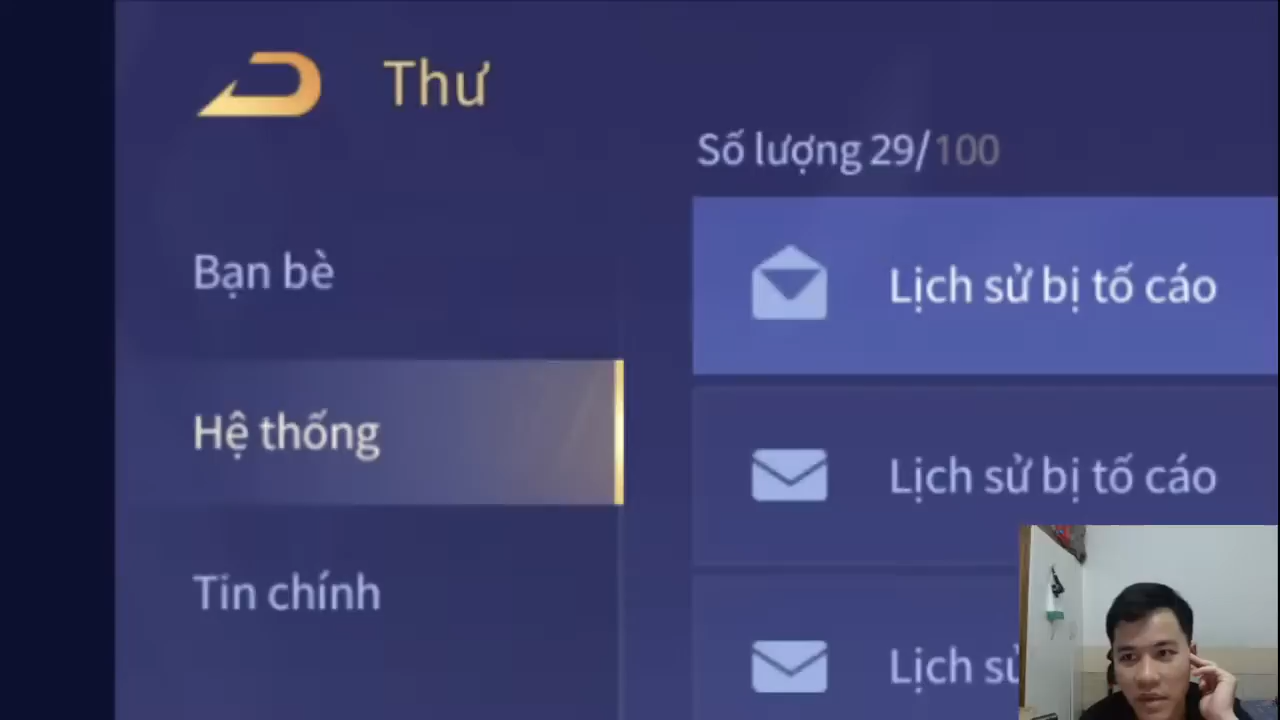 Thư
Số lượng 29/100
Bạn bè
Lịch sử bị tố cáo
Hệ thống
Lịch sử bị tố cáo
Tin chính
Lịch